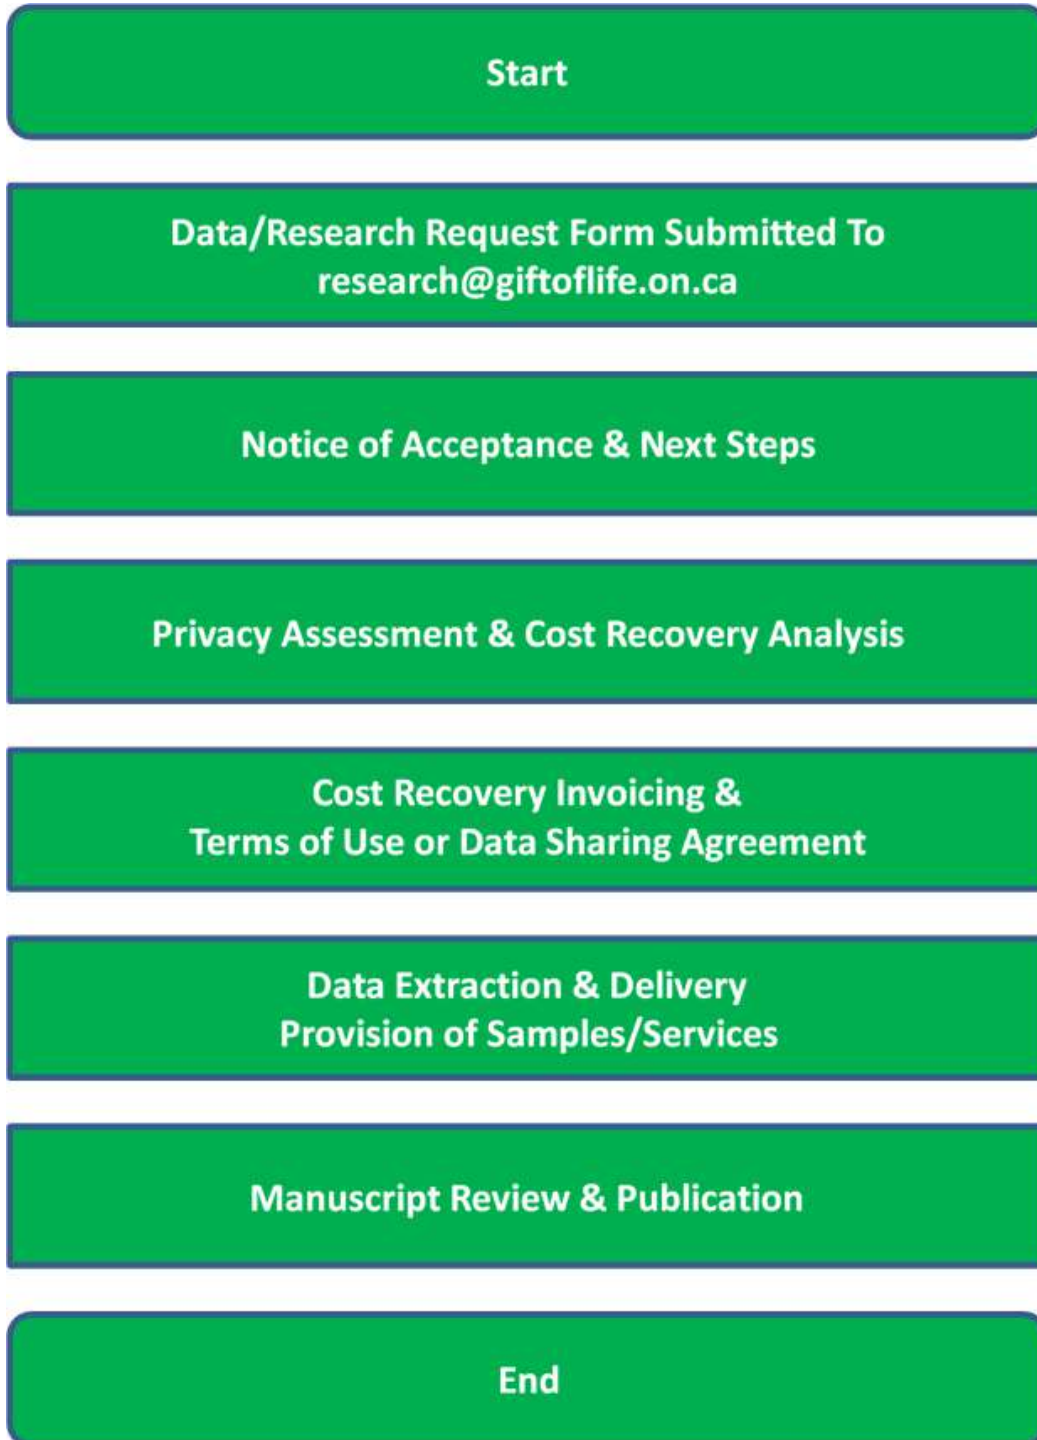 Start
Data/Research Request Form Submitted To
research@giftoflife.on.ca
Notice of Acceptance & Next Steps
Privacy Assessment & Cost Recovery Analysis
Cost Recovery Invoicing &
Terms of Use or Data Sharing Agreement
Data Extraction & Delivery
Provision of Samples/Services
Manuscript Review & Publication
End